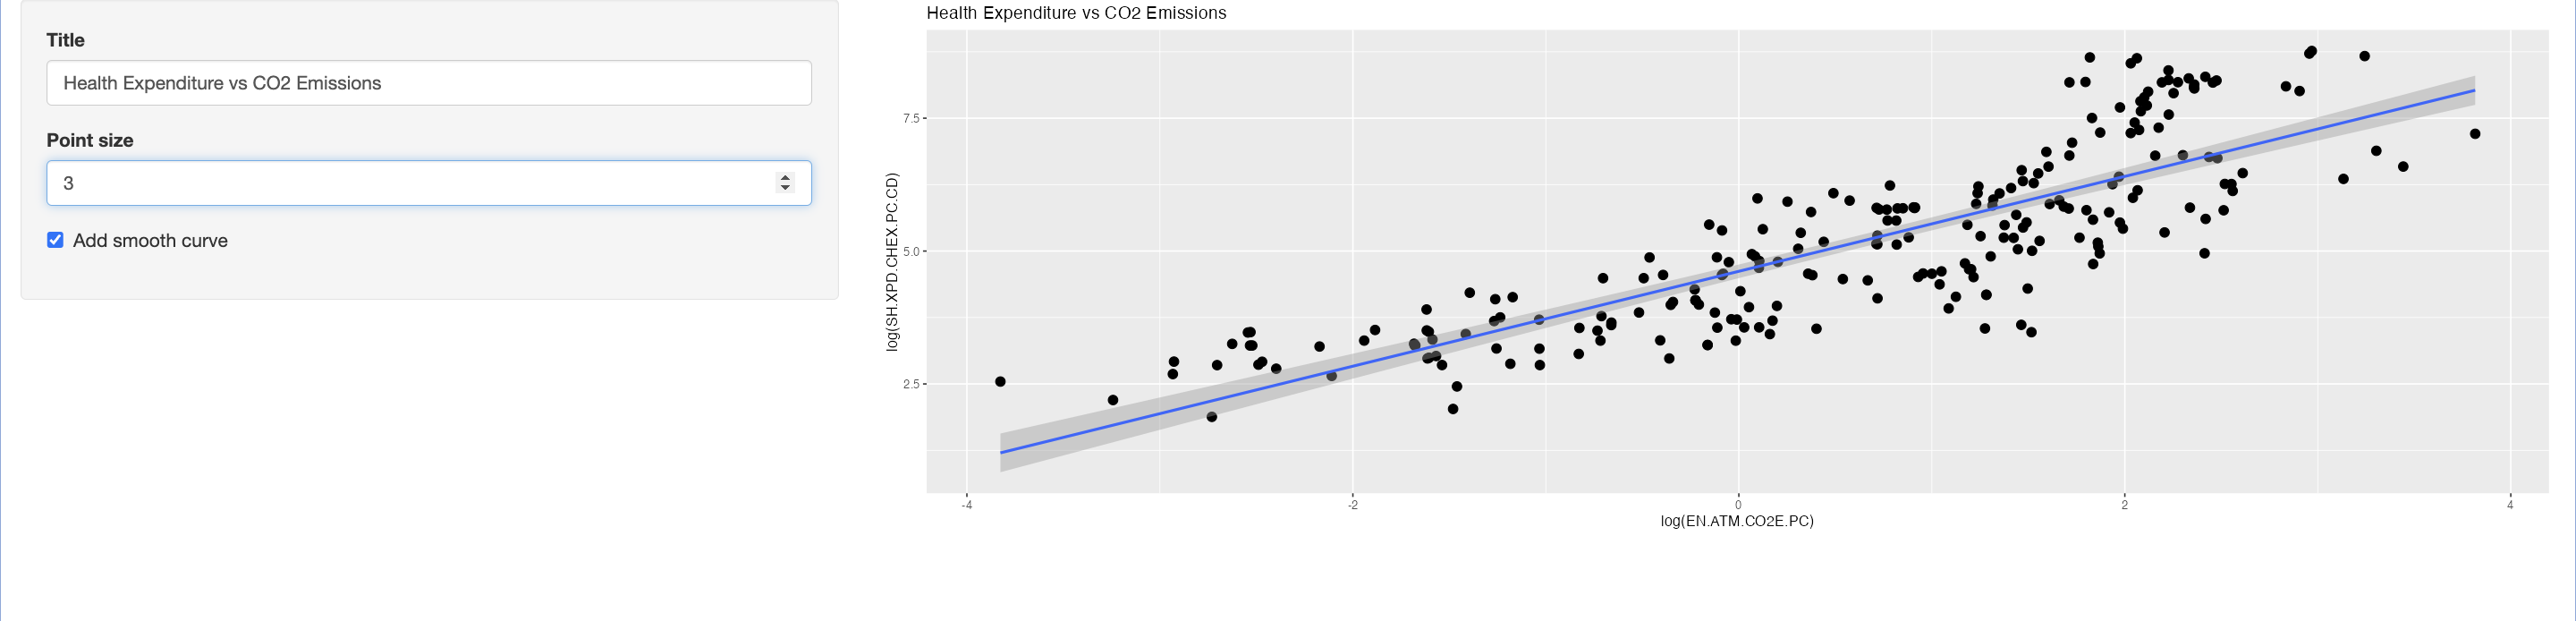 Title
Health Expenditure vs CO2 Emissions
Point size
3
Add smooth curve
Health Expenditure vs CO2 Emissions
log(SH.XPD.CHEX.PC.CD)
7.5
5.0
2.5
-4
-2
0
2
4
log(EN.ATM.CO2E.PC)